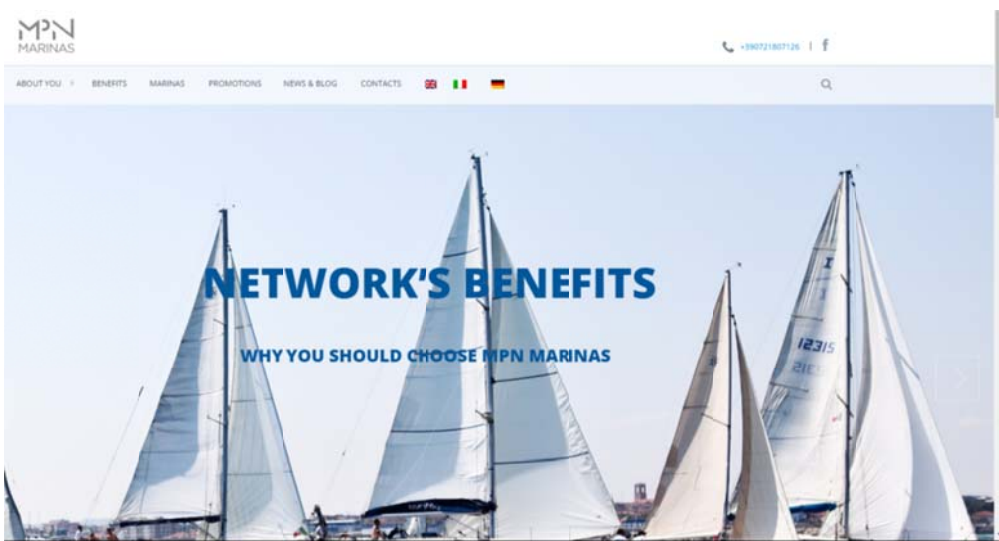 MPN
MARINAS
+390721807126 | f
ABOUT YOU
BENEFITS
MARINAS
PROMOTIONS
NEWS & BLOG
CONTACTS
NETWORK'S BENEFITS
WHY YOU SHOULD CHOOSE MPN MARINAS
I
I
12315